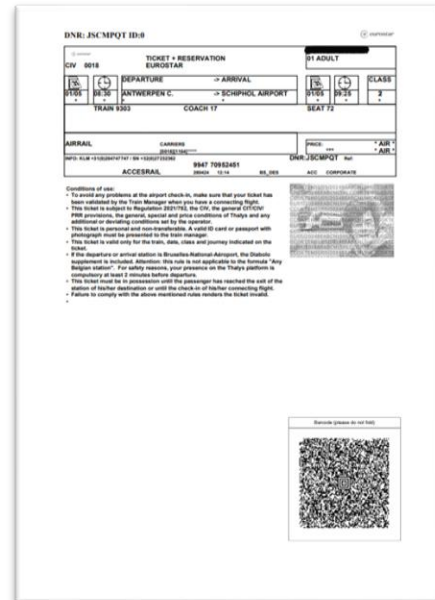 DNR: JSCMPQT ID:0
eurostar
TICKET + RESERVATION
EUROSTAR
CIV 0018
01 ADULT
DEPARTURE -> ARRIVAL
CLASS
01/05 08:30 ANTWERPEN C. -> SCHIPHOL AIRPORT 01/05 09:25 2
TRAIN 9303 COACH 17 SEAT 72
AIRRAIL
CARRIERS
PRICE: * AIR *
*** * AIR *
DNR:JSCMPQT Ref:
9947 70952451
ACCESRAIL 280424 12:14 BS_DES ACC CORPORATE
Conditions of use:
- To avoid any problems at the airport check-in, make sure that your ticket has
been validated by the Train Manager when you have a connecting flight.
- This ticket is subject to Regulation 2021/782, the CIV, the general CIT/CIV/
PRR provisions, the general, special and price conditions of Thalys and any
additional or deviating conditions set by the operator.
- This ticket is personal and non-transferable. A valid ID card or passport with
photograph must be presented to the train manager.
- This ticket is valid only for the train, date, class and journey indicated on the
ticket.
- If the departure or arrival station is Bruxelles-National-Aéroport, the Diabolo
supplement is included. Attention: this rule is not applicable to the formula "Any
Belgian station". For safety reasons, your presence on the Thalys platform is
compulsory at least 2 minutes before departure.
- This ticket must be in possession until the passenger has reached the exit of the
station of his/her destination or until the check-in of his/her connecting flight.
- Failure to comply with the above mentioned rules renders the ticket invalid.
Barcode (please do not fold)